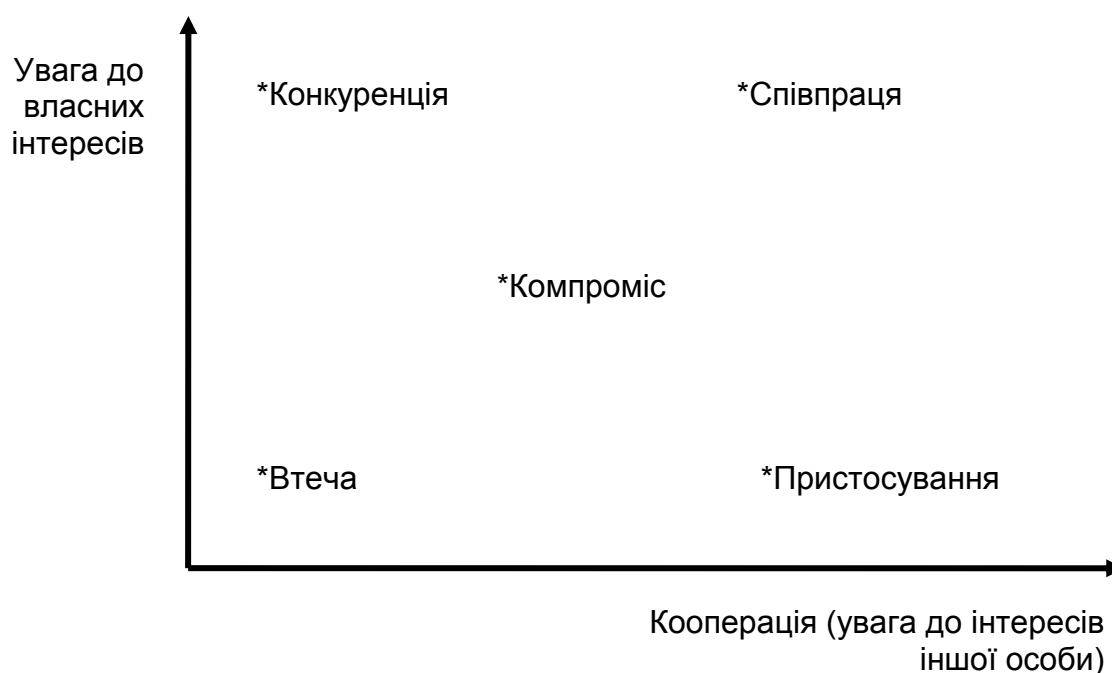 Увага до
власних
інтересів
*Конкуренція
*Співпраця
*Компроміс
*Втеча
*Пристосування
Кооперація (увага до інтересів
іншої особи)